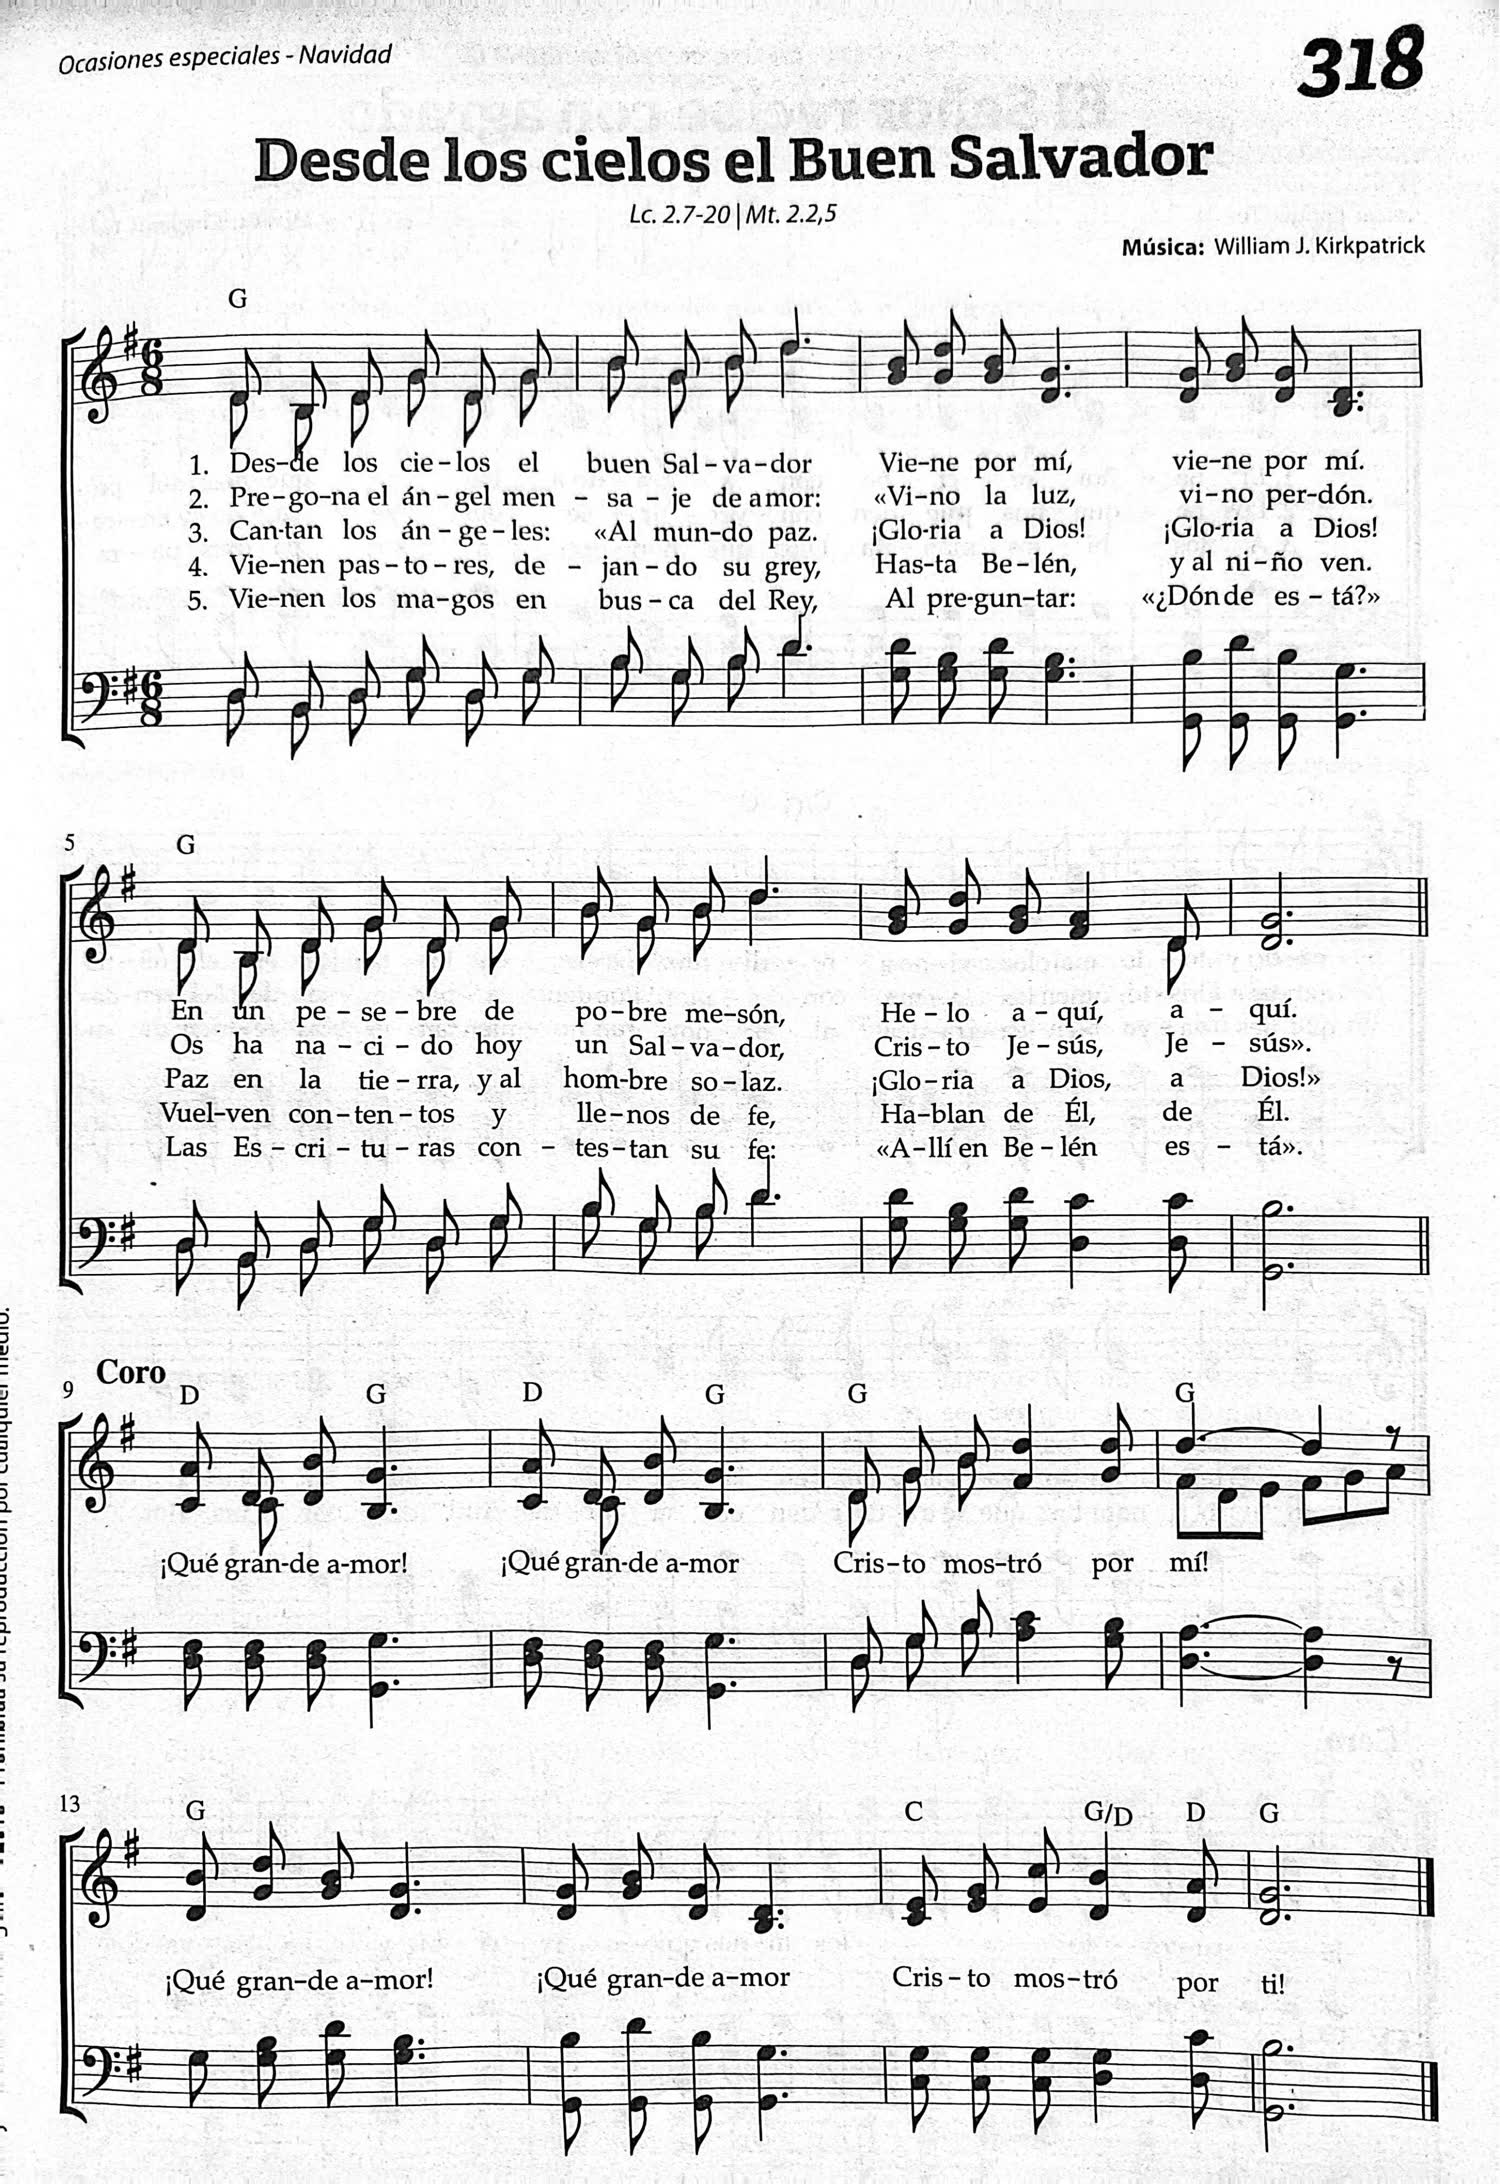 Ocasiones especiales - Navidad
318
Desde los cielos el Buen Salvador
Lc. 2.7-20 | Mt. 2.2,5
Música: William J. Kirkpatrick
G
6 8
1. Des-de los cie-los el buen Sal-va-dor Vie-ne por mí, vie-ne por mí.
2. Pre-go-na el án-gel men - sa - je de amor: «Vi-no la luz, vi-no per-dón.
3. Can-tan los án-ge-les: «Al mun-do paz. ¡Glo-ria a Dios! ¡Glo-ria a Dios!
4. Vie-nen pas-to-res, de - jan-do su grey, Has-ta Be-lén, y al ni-ño ven.
5. Vie-nen los ma-gos en bus-ca del Rey, Al pre-gun-tar: «¿Dónde es-tá?»
6 8
5 G
En un pe-se-bre de po-bre me-són, He-lo a-quí, a - quí.
Os ha na-ci-do hoy un Sal-va-dor, Cris-to Je-sús, Je - sús».
Paz en la tie-rra, y al hom-bre so-laz. ¡Glo-ria a Dios, a Dios!»
Vuel-ven con-ten-tos y lle-nos de fe, Ha-blan de Él, de Él.
Las Es-cri-tu-ras con - tes-tan su fe: «A-llí en Be-lén es - tá».
Coro
9 D G D G G G
¡Qué gran-de a-mor! ¡Qué gran-de a-mor Cris-to mos-tró por mí!
13 G C G/D D G
¡Qué gran-de a-mor! ¡Qué gran-de a-mor Cris-to mos-tró por ti!